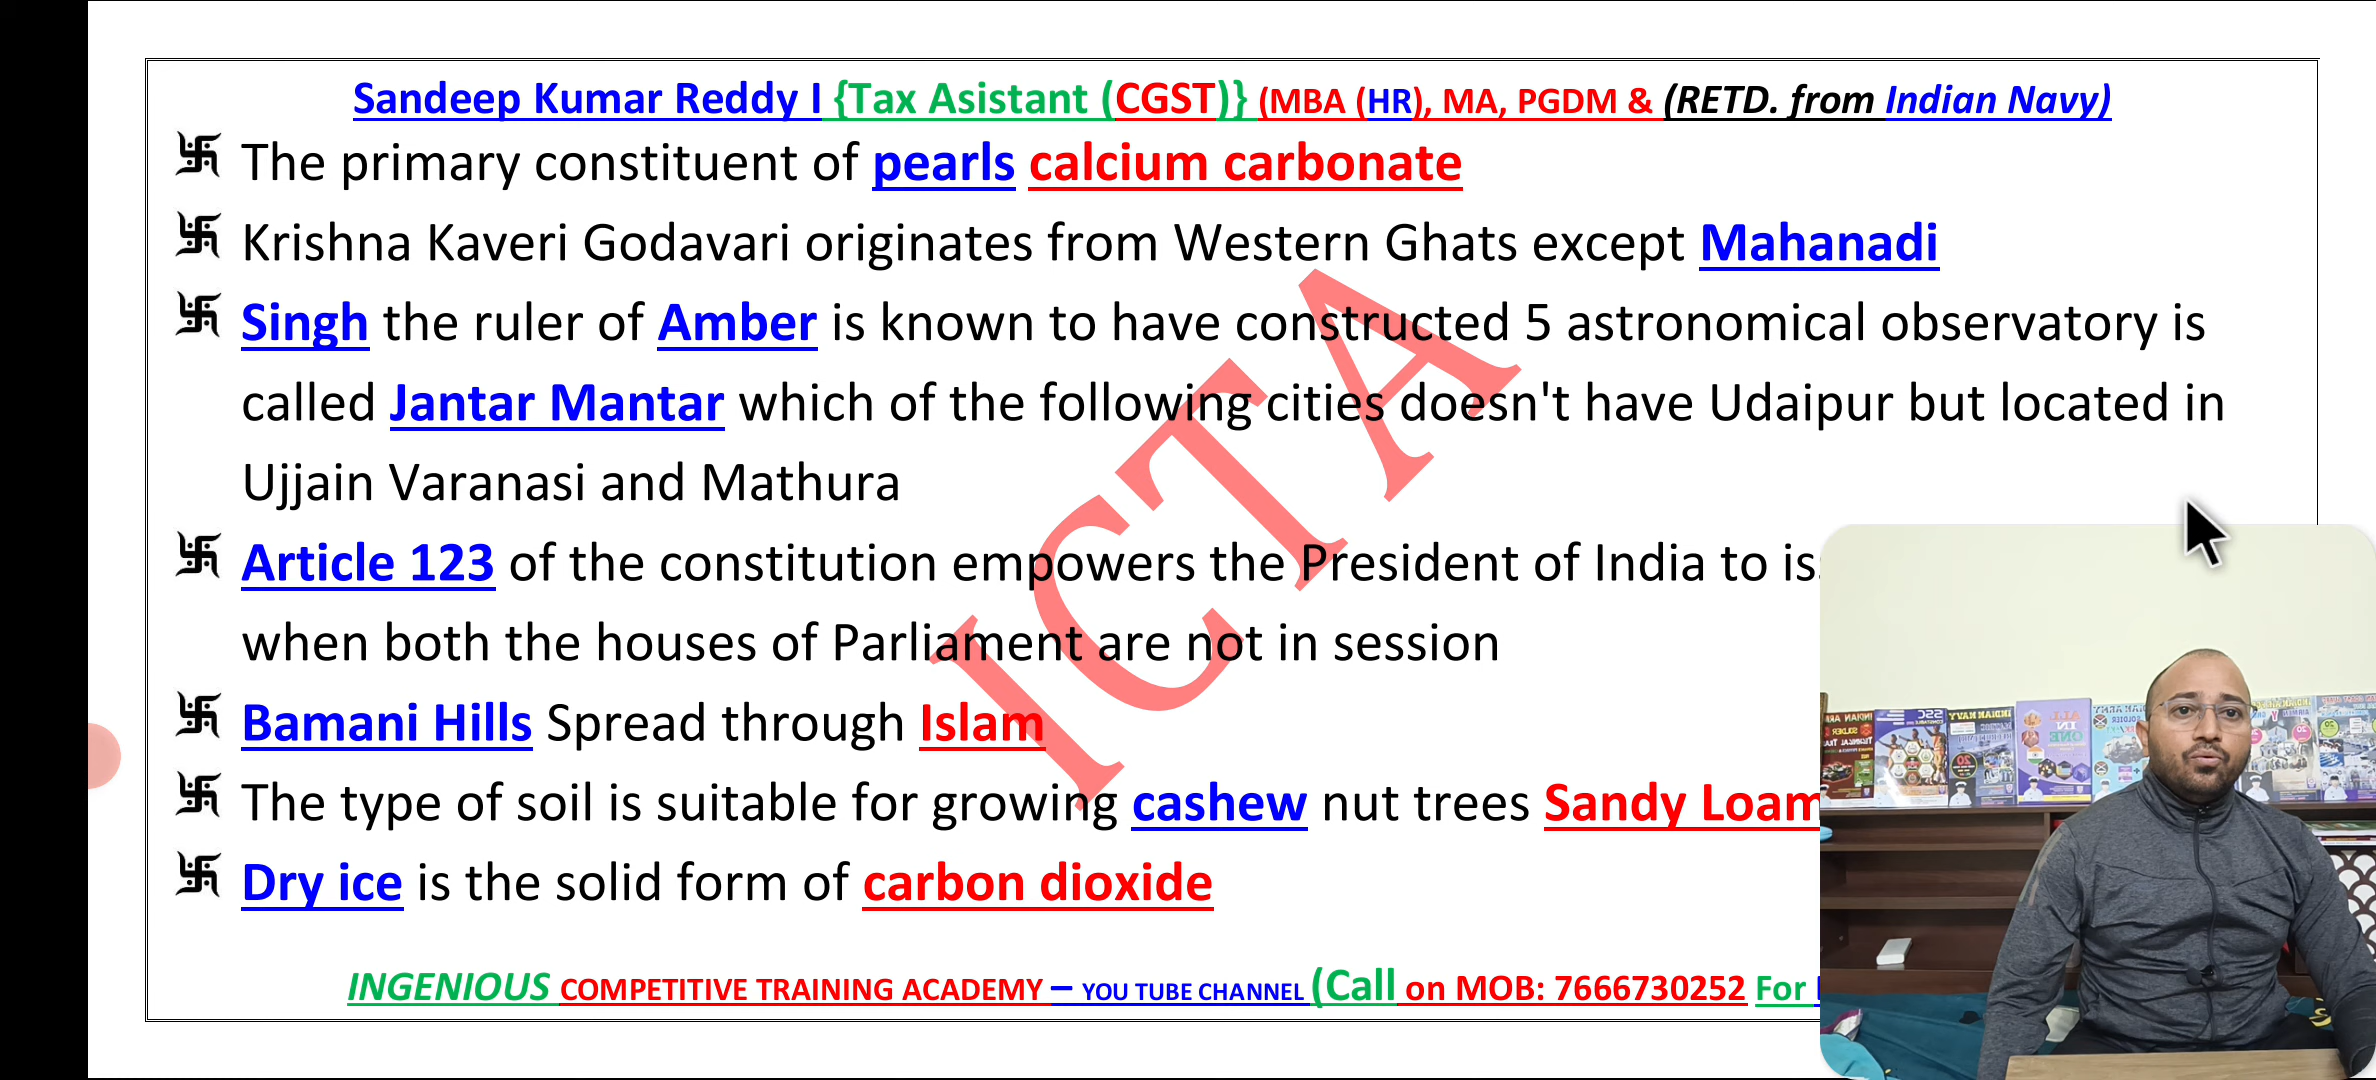 Sandeep Kumar Reddy I {Tax Asistant (CGST)} (MBA (HR), MA, PGDM & (RETD. from Indian Navy)
The primary constituent of pearls calcium carbonate
Krishna Kaveri Godavari originates from Western Ghats except Mahanadi
Singh the ruler of Amber is known to have constructed 5 astronomical observatory is
called Jantar Mantar which of the following cities doesn't have Udaipur but located in
Ujjain Varanasi and Mathura
Article 123 of the constitution empowers the President of India to
when both the houses of Parliament are not in session
Bamani Hills Spread through Islam
The type of soil is suitable for growing cashew nut trees Sandy Loam
Dry ice is the solid form of carbon dioxide
INGENIOUS COMPETITIVE TRAINING ACADEMY – YOU TUBE CHANNEL (Call on MOB: 7666730252 For
ICTA
SSC
INDIAN NAVY
ALL
IN
ONE